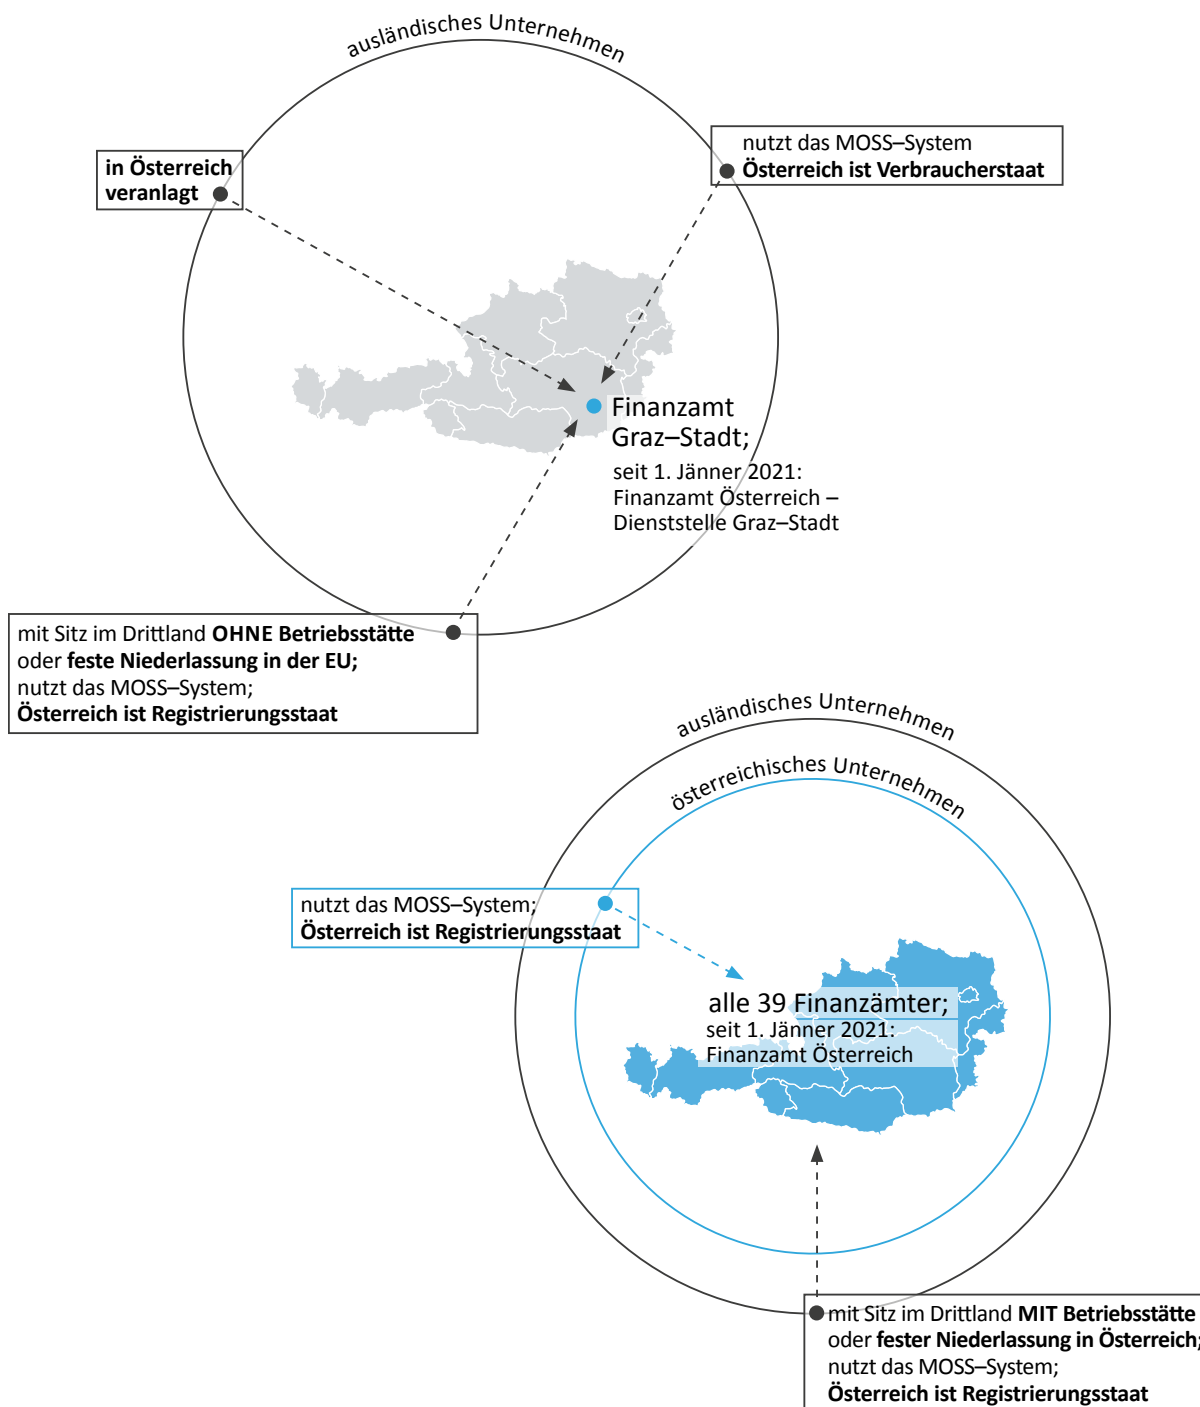 ausländisches Unternehmen
in Österreich
veranlagt
nutzt das MOSS–System
Österreich ist Verbraucherstaat
Finanzamt
Graz–Stadt;
seit 1. Jänner 2021:
Finanzamt Österreich –
Dienststelle Graz–Stadt
mit Sitz im Drittland OHNE Betriebsstätte
oder feste Niederlassung in der EU;
nutzt das MOSS–System;
Österreich ist Registrierungsstaat
ausländisches Unternehmen
österreichisches Unternehmen
nutzt das MOSS–System;
Österreich ist Registrierungsstaat
alle 39 Finanzämter;
seit 1. Jänner 2021:
Finanzamt Österreich
mit Sitz im Drittland MIT Betriebsstätte
oder fester Niederlassung in Österreich;
nutzt das MOSS–System;
Österreich ist Registrierungsstaat